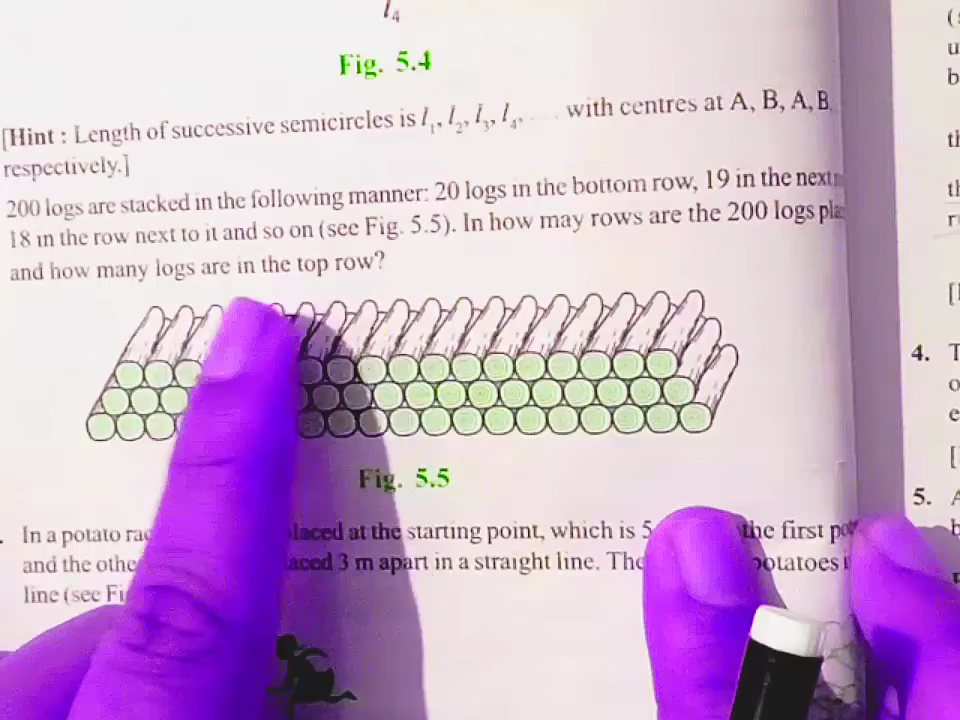 l4
Fig. 5.4
[Hint : Length of successive semicircles is l1, l2, l3, l4, . . . with centres at A, B, A, B
respectively.]
200 logs are stacked in the following manner: 20 logs in the bottom row, 19 in the next
18 in the row next to it and so on (see Fig. 5.5). In how may rows are the 200 logs
and how many logs are in the top row?
Fig. 5.5
In a potato laced at the starting point, which is 5 the first
and the othe aced 3 m apart in a straight line. potatoes
line (see
4.
5.